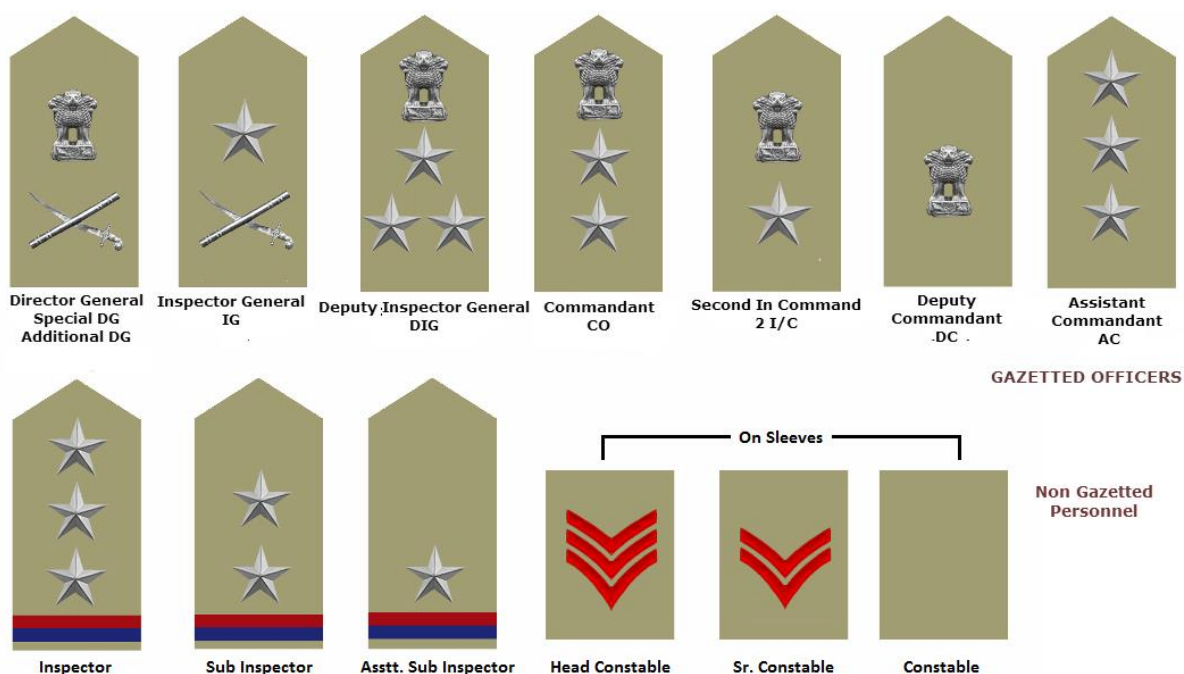 Director General
Special DG
Additional DG
Inspector General
IG
Deputy Inspector General
DIG
Commandant
CO
Second In Command
2 I/C
Deputy
Commandant
DC
Assistant
Commandant
AC
GAZETTED OFFICERS
On Sleeves
Non Gazetted
Personnel
Inspector
Sub Inspector
Asstt. Sub Inspector
Head Constable
Sr. Constable
Constable